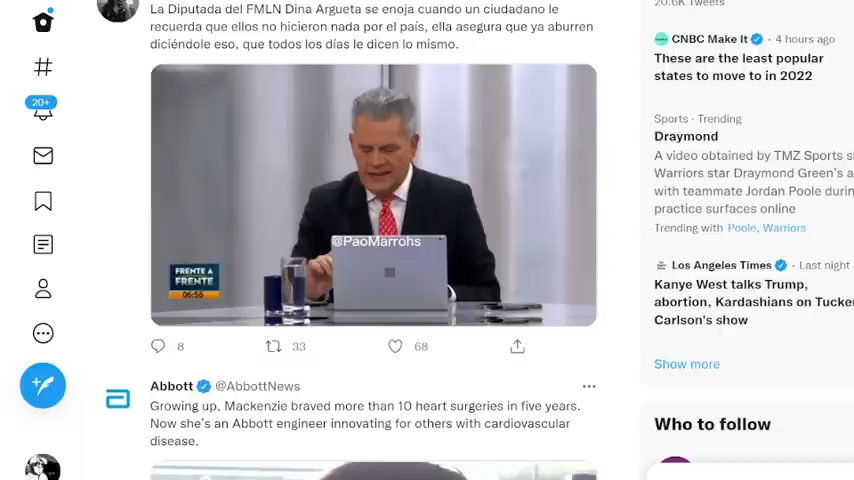 La Diputada del FMLN Dina Argueta se enoja cuando un ciudadano le
recuerda que ellos no hicieron nada por el país, ella asegura que ya aburren
diciéndole eso, que todos los días le dicen lo mismo.
@PaoMarrohs
FRENTE A
FRENTE
06:56
8
33
68
Abbott @AbbottNews
Growing up, Mackenzie braved more than 10 heart surgeries in five years.
Now she's an Abbott engineer innovating for others with cardiovascular
disease.
20+
20.6K Tweets
CNBC Make It · 4 hours ago
These are the least popular
states to move to in 2022
Sports · Trending
Draymond
A video obtained by TMZ Sports s
Warriors star Draymond Green's a
with teammate Jordan Poole durin
practice surfaces online
Trending with Poole, Warriors
Los Angeles Times · Last night
Kanye West talks Trump,
abortion, Kardashians on Tucker
Carlson's show
Show more
Who to follow